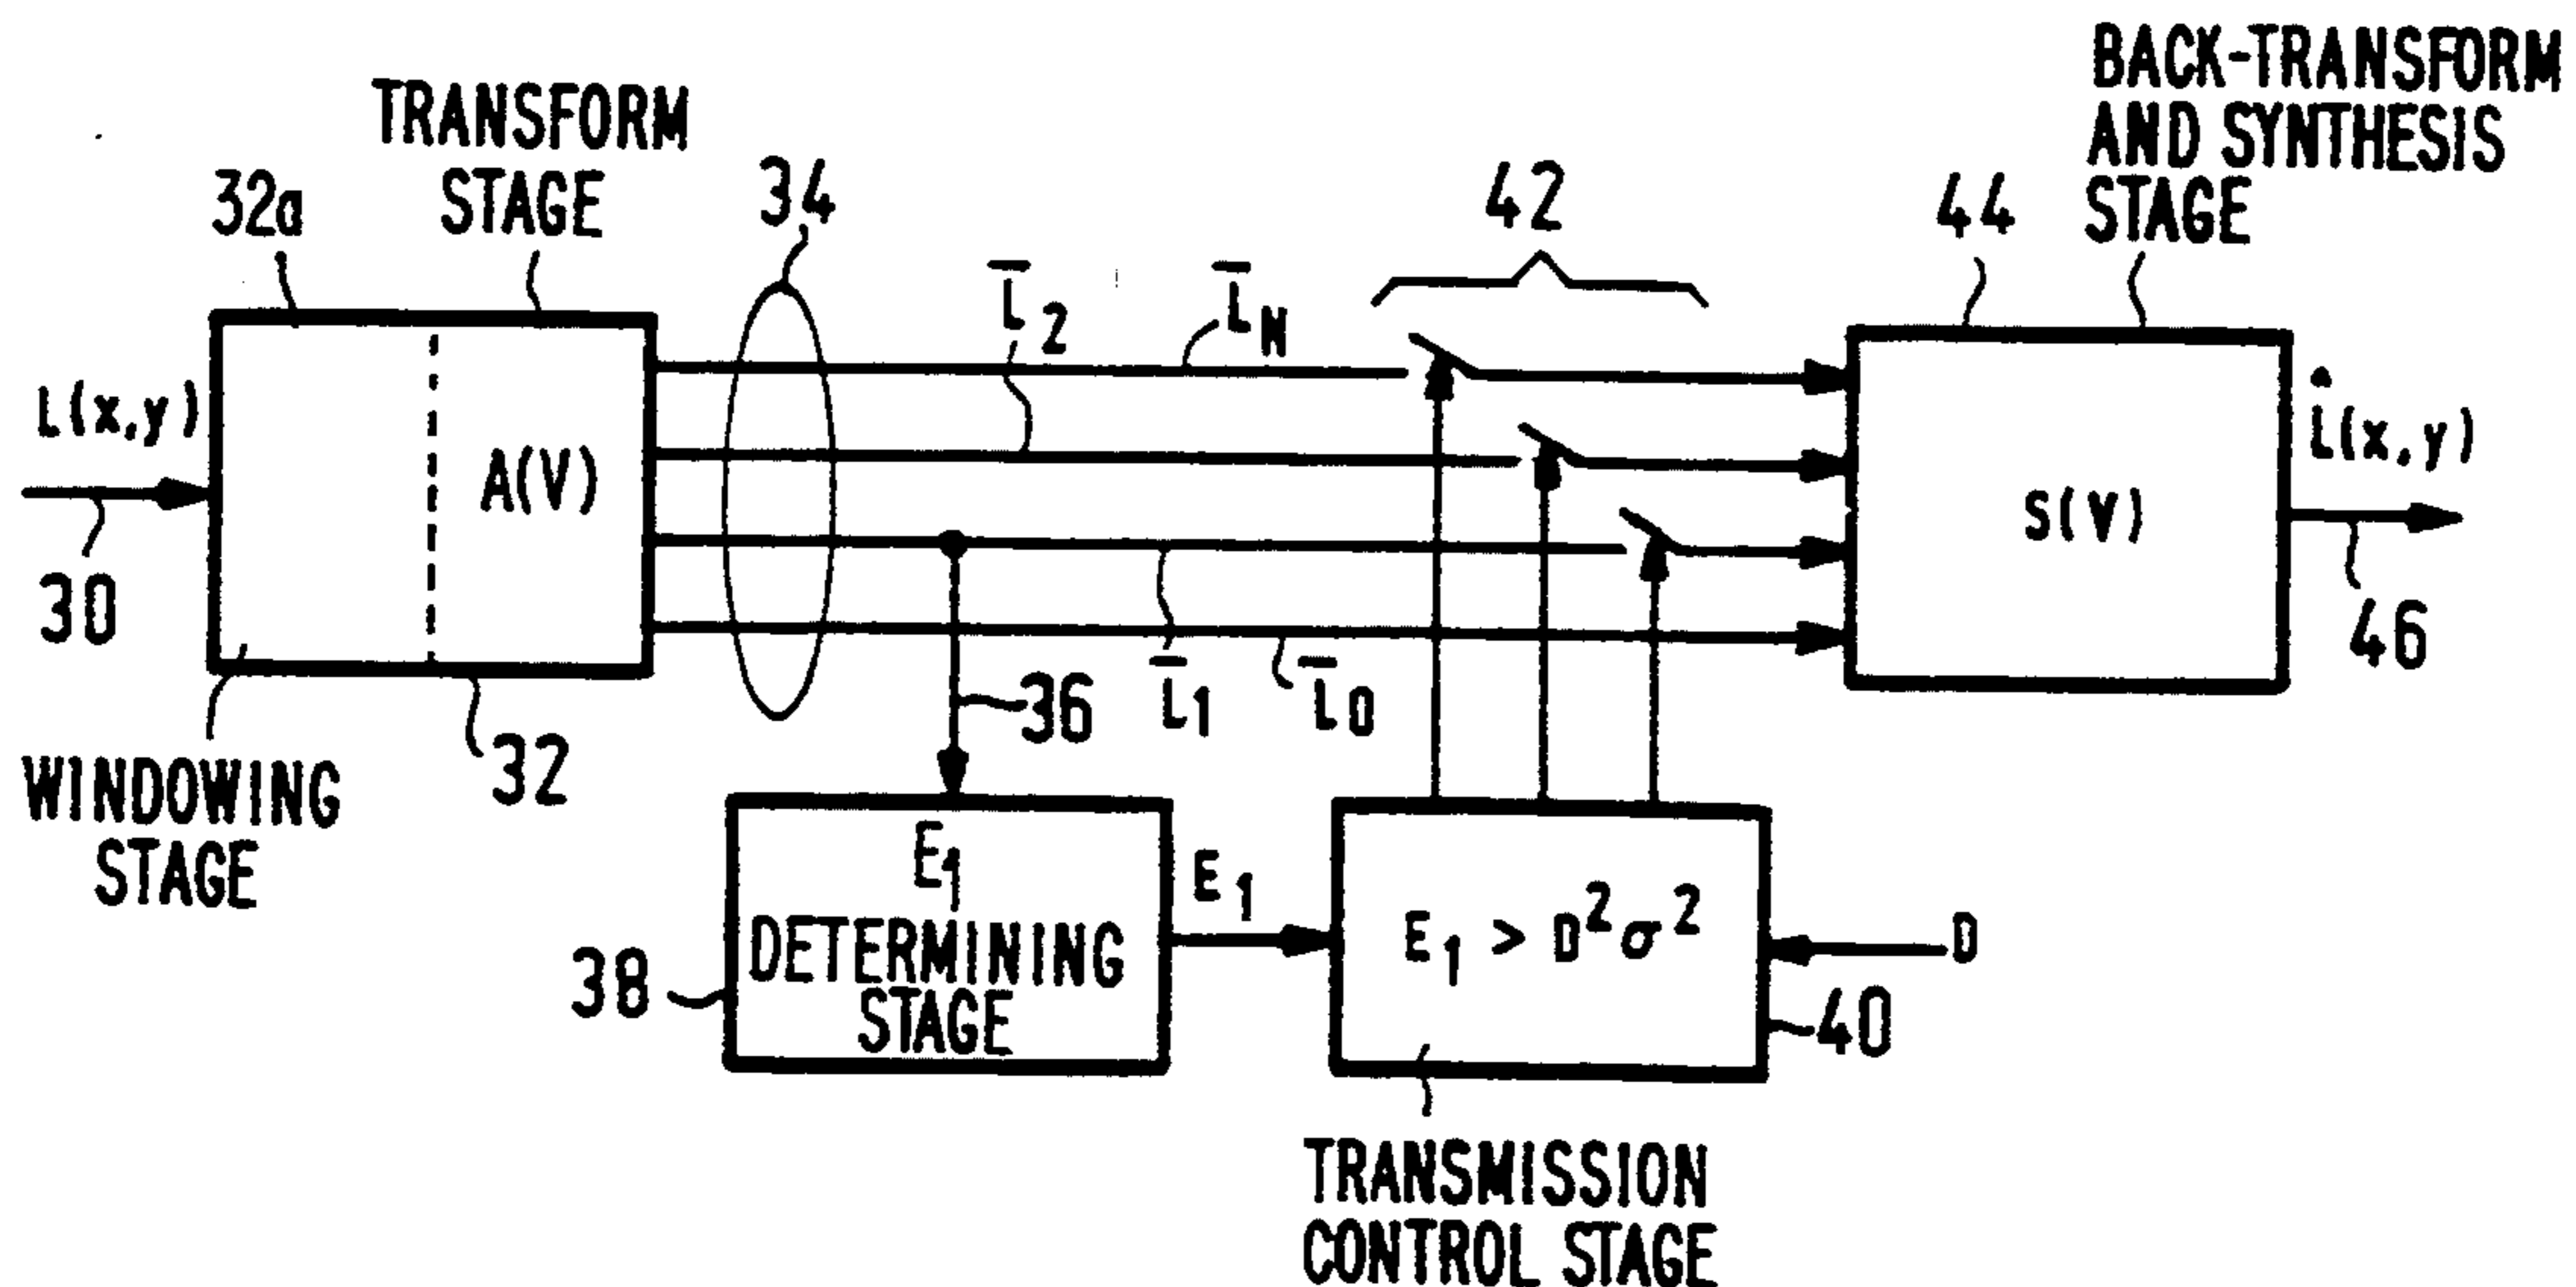 BACK-TRANSFORM
AND SYNTHESIS
STAGE
TRANSFORM
STAGE
32a
34
42
44
L̅2
L̅N
L(x,y)
A(V)
S(V)
L̂(x,y)
30
46
36
L̅1
L̅0
32
WINDOWING
STAGE
E1
DETERMINING
STAGE
38
E1
E1 > D²σ²
D
40
TRANSMISSION
CONTROL STAGE